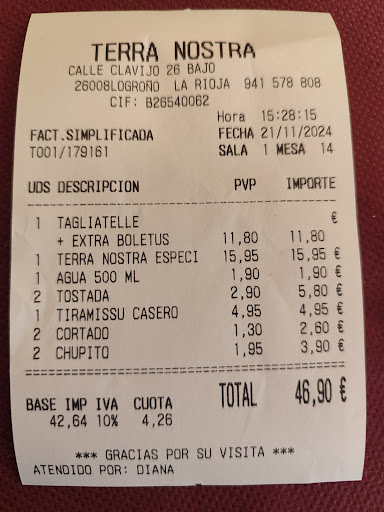 TERRA NOSTRA
CALLE CLAVIJO 26 BAJO
26008LOGROÑO LA RIOJA 941 578 808
CIF: B26540062
Hora 15:28:15
FACT.SIMPLIFICADA FECHA 21/11/2024
T001/179161 SALA 1 MESA 14
UDS DESCRIPCION PVP IMPORTE
1 TAGLIATELLE €
+ EXTRA BOLETUS 11,80 11,80
1 TERRA NOSTRA ESPECI 15,95 15,95 €
1 AGUA 500 ML 1,90 1,90 €
2 TOSTADA 2,90 5,80 €
1 TIRAMISSU CASERO 4,95 4,95 €
2 CORTADO 1,30 2,60 €
2 CHUPITO 1,95 3,90 €
TOTAL 46,90 €
BASE IMP IVA CUOTA
42,64 10% 4,26
*** GRACIAS POR SU VISITA ***
ATENDIDO POR: DIANA